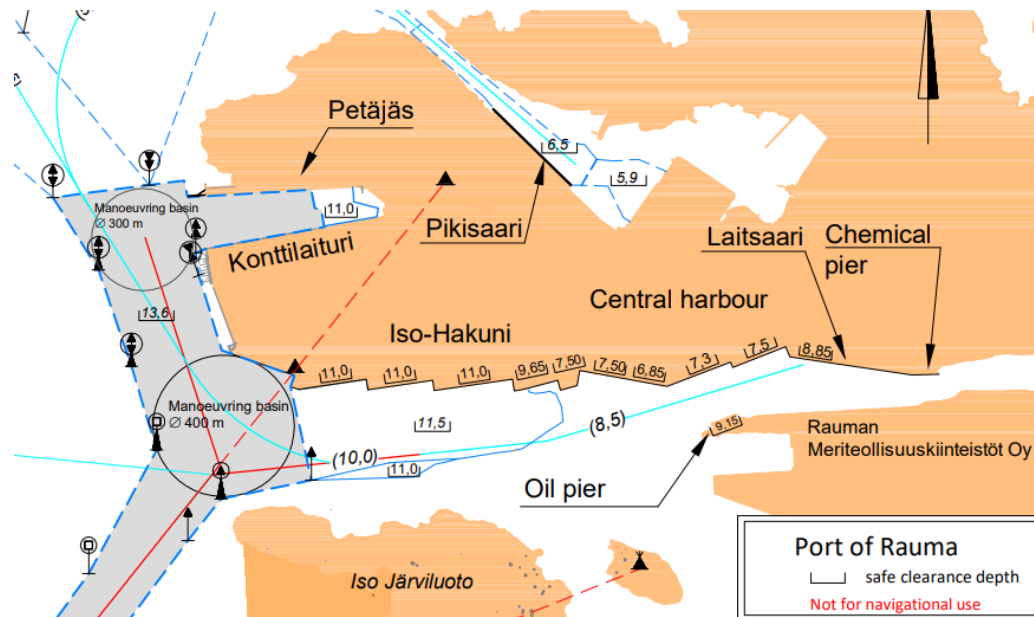 6,5
Petäjäs
5,9
Manoeuvring basin
∅ 300 m
11,0
Pikisaari
Laitsaari
Chemical
pier
Konttilaituri
Central harbour
13,6
Iso-Hakuni
11,0
11,0
11,0
9,65
7,50
7,50
6,85
7,3
7,5
8,85
Manoeuvring basin
∅ 400 m
11,5
(8,5)
9,15
Rauman
Meriteollisuuskiinteistöt Oy
(10,0)
11,0
Oil pier
Port of Rauma
safe clearance depth
Not for navigational use
Iso Järviluoto